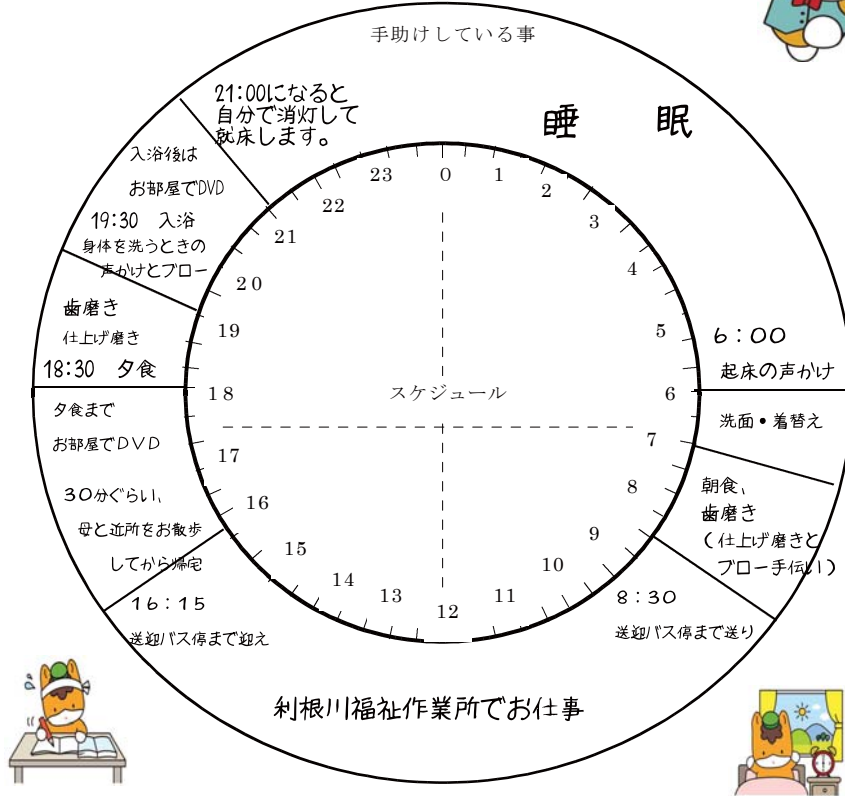 手助けしている事
21:00になると
自分で消灯して
就床します。
睡 眠
入浴後は
お部屋でDVD
19:30 入浴
身体を洗うときの
声かけとブロー
歯磨き
仕上げ磨き
18:30 夕食
夕食まで
お部屋でDVD
30分ぐらい、
母と近所をお散歩
してから帰宅
16:15
送迎バス停まで迎え
利根川福祉作業所でお仕事
8:30
送迎バス停まで送り
朝食、
歯磨き
(仕上げ磨きと
ブロー手伝い)
洗面・着替え
6:00
起床の声かけ
スケジュール
0
1
2
3
4
5
6
7
8
9
10
11
12
13
14
15
16
17
18
19
20
21
22
23